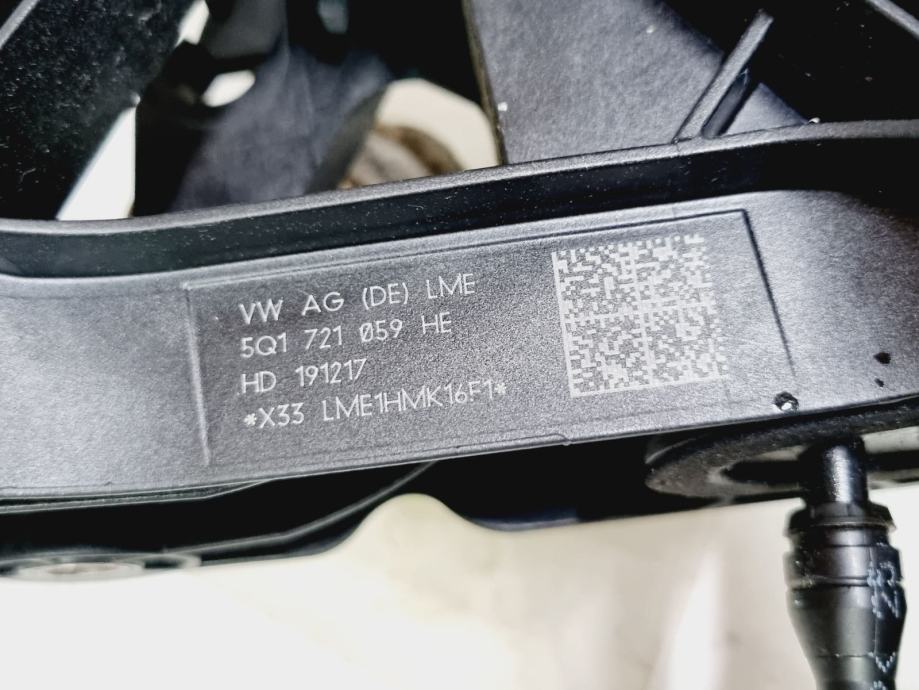 VW AG (DE) LME
5Q1 721 059 HE
HD 191217
*X33 LME1HMK16F1*